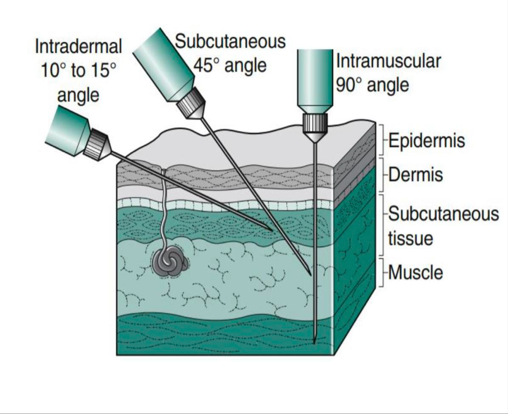 Intradermal
10° to 15°
angle
Subcutaneous
45° angle
Intramuscular
90° angle
Epidermis
Dermis
Subcutaneous
tissue
Muscle